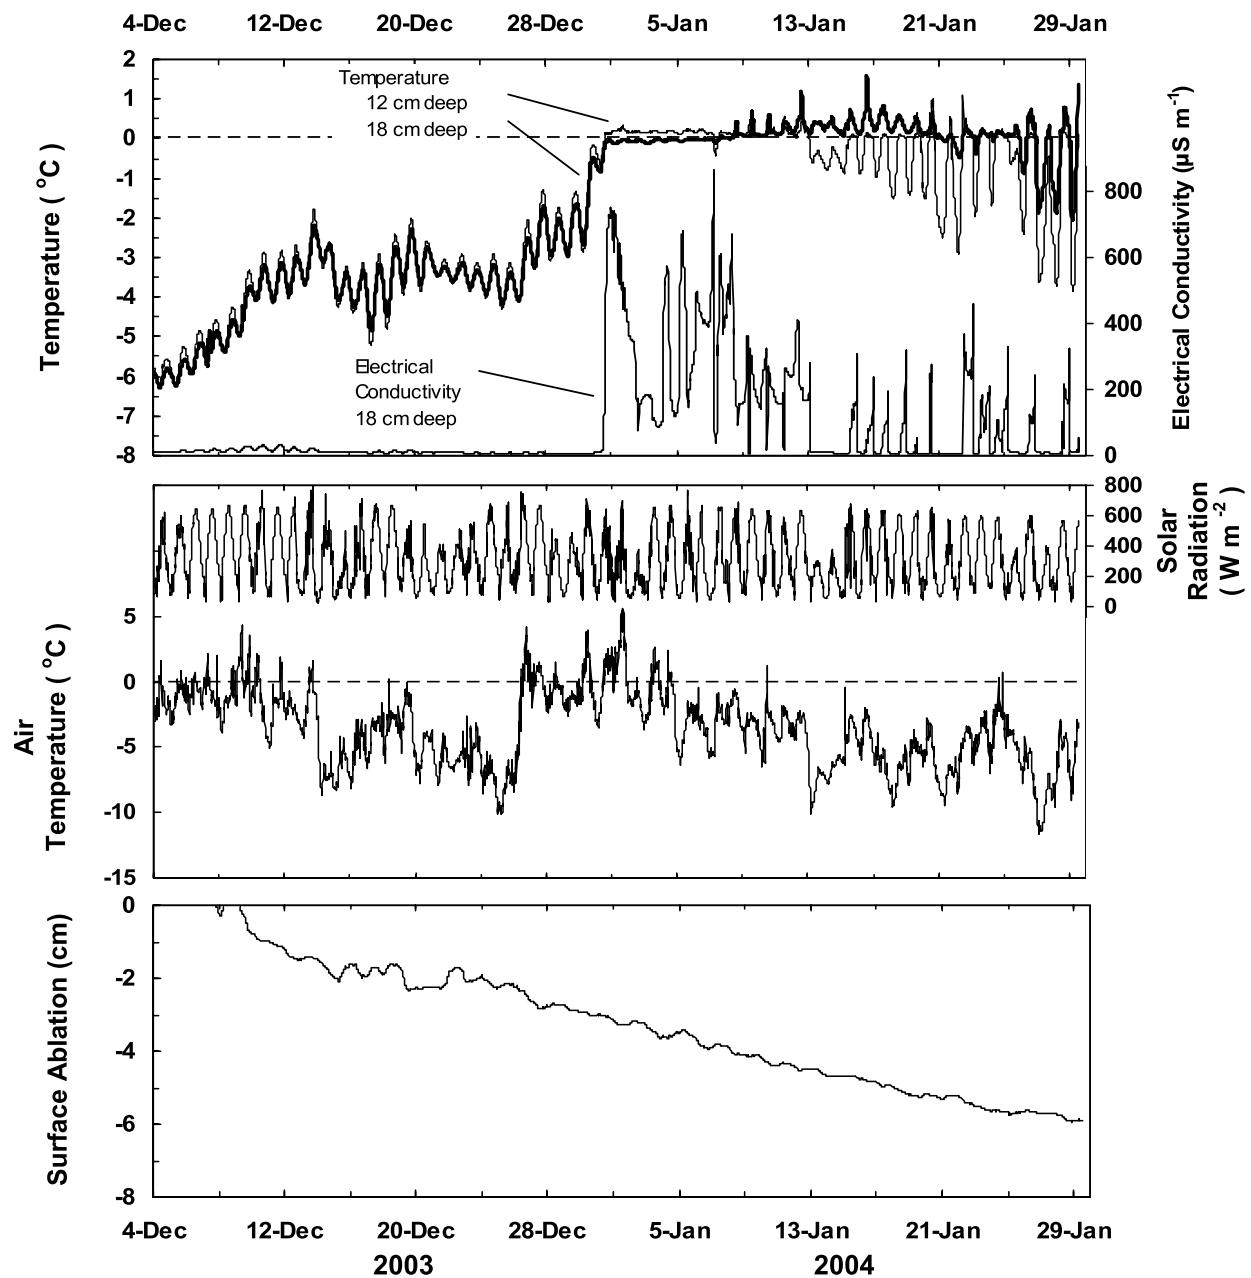 4-Dec 12-Dec 20-Dec 28-Dec 5-Jan 13-Jan 21-Jan 29-Jan
2
1
0
-1
-2
-3
-4
-5
-6
-7
-8
Temperature ( °C)
Temperature
12 cm deep
18 cm deep
Electrical
Conductivity
18 cm deep
800
600
400
200
0
Electrical Conductivity (µS m-1)
800
600
400
200
0
Solar
Radiation
( W m-2 )
5
0
-5
-10
-15
Air
Temperature ( °C)
0
-2
-4
-6
-8
Surface Ablation (cm)
4-Dec 12-Dec 20-Dec 28-Dec 5-Jan 13-Jan 21-Jan 29-Jan
2003 2004